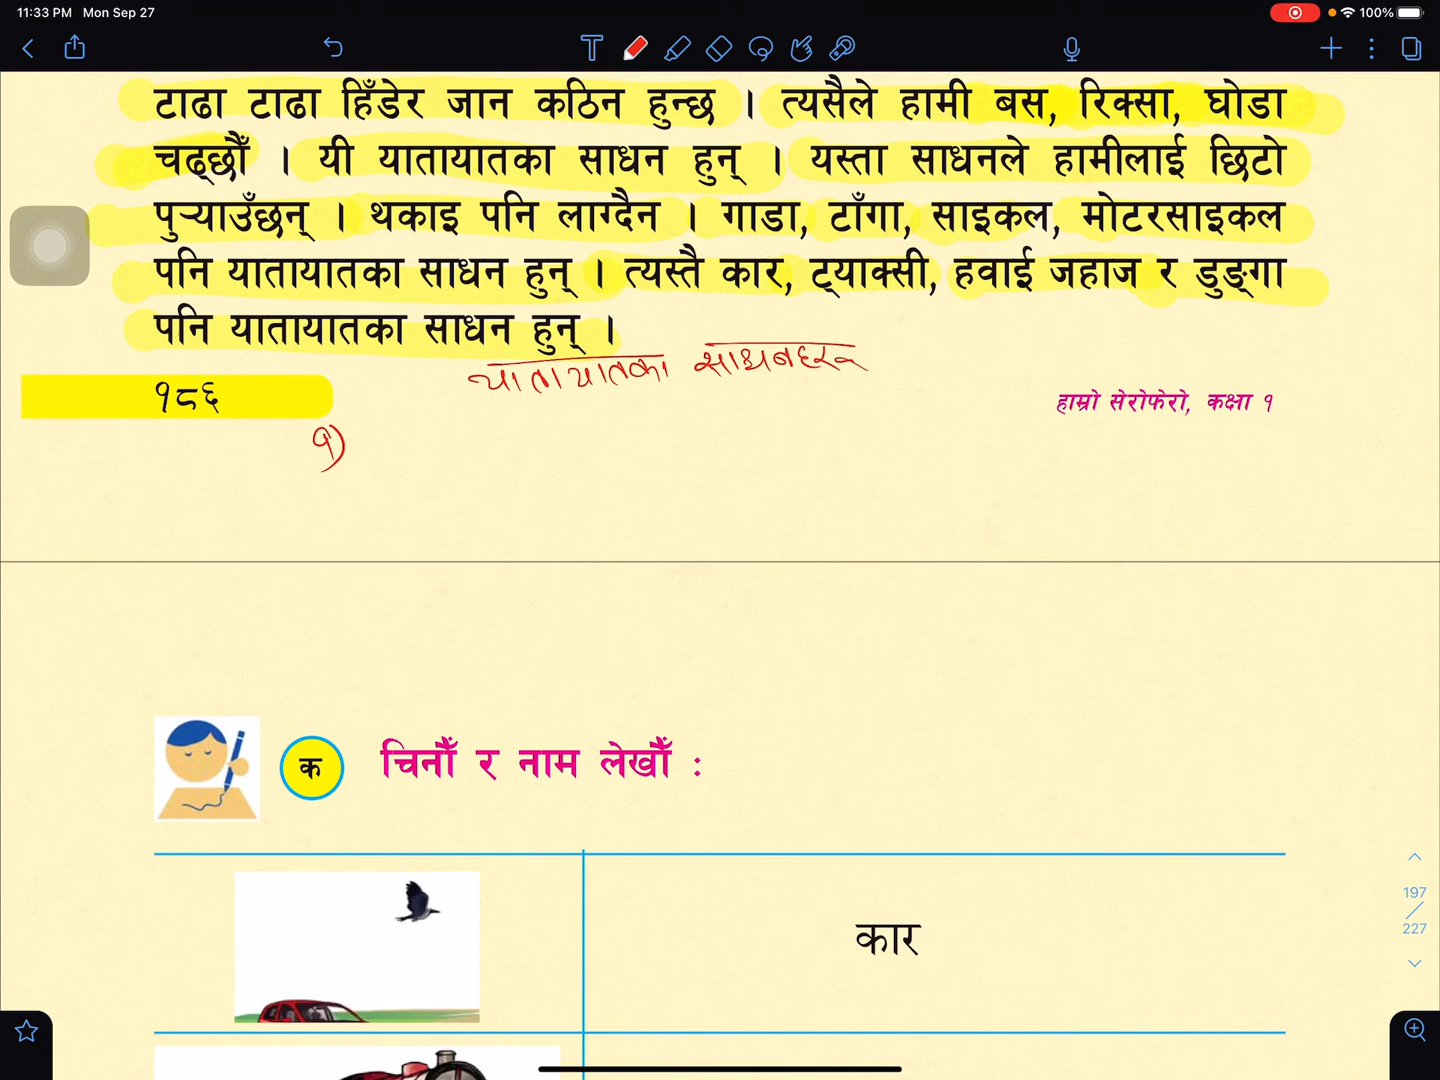 11:33 PM Mon Sep 27
100%
टाढा टाढा हिँडेर जान कठिन हुन्छ । त्यसैले हामी बस, रिक्सा, घोडा
चढ्छौँ । यी यातायातका साधन हुन् । यस्ता साधनले हामीलाई छिटो
पुऱ्याउँछन् । थकाइ पनि लाग्दैन । गाडा, टाँगा, साइकल, मोटरसाइकल
पनि यातायातका साधन हुन् । त्यस्तै कार, ट्याक्सी, हवाई जहाज र डुङ्गा
पनि यातायातका साधन हुन् ।
यातायातका साधनहरू
१८६
हाम्रो सेरोफेरो, कक्षा १
१)
क चिनौँ र नाम लेखौँ :
कार
197
/
227